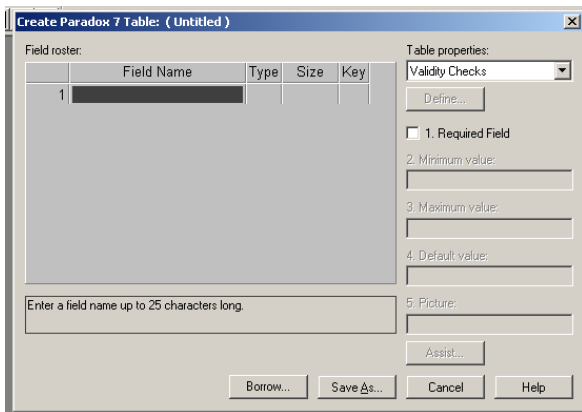 Create Paradox 7 Table: ( Untitled )
Field roster:
Field Name Type Size Key
1
Enter a field name up to 25 characters long.
Table properties:
Validity Checks
Define...
1. Required Field
2. Minimum value:
3. Maximum value:
4. Default value:
5. Picture:
Assist...
Borrow... Save As... Cancel Help